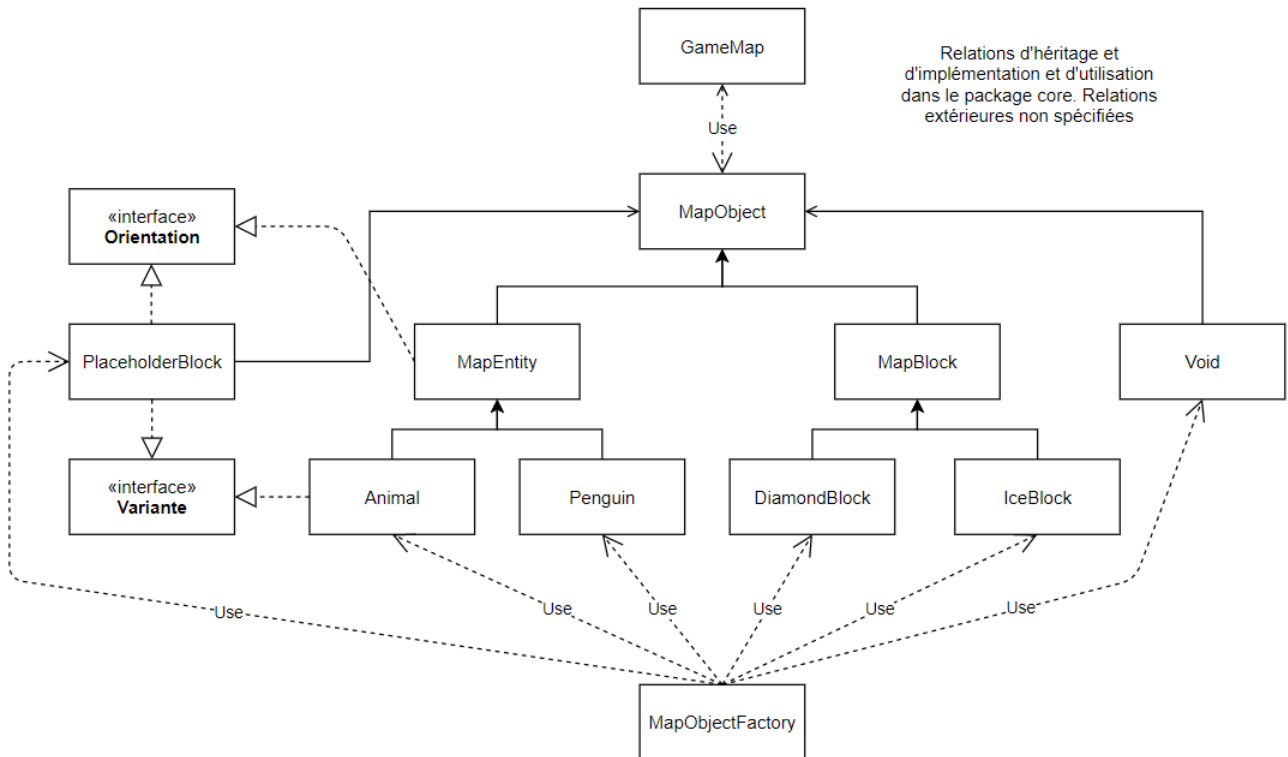 GameMap
Relations d'héritage et
d'implémentation et d'utilisation
dans le package core. Relations
extérieures non spécifiées
Use
MapObject
«interface»
Orientation
PlaceholderBlock
MapEntity
MapBlock
Void
«interface»
Variante
Animal
Penguin
DiamondBlock
IceBlock
Use
Use
Use
Use
Use
Use
MapObjectFactory